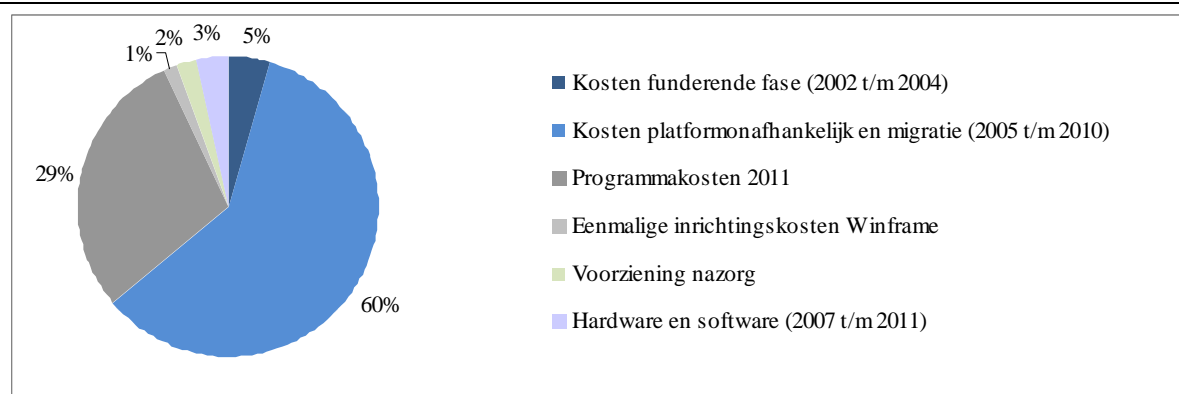 2% 3% 5%
1%
29%
60%
Kosten funderende fase (2002 t/m 2004)
Kosten platformonafhankelijk en migratie (2005 t/m 2010)
Programmakosten 2011
Eenmalige inrichtingskosten Winframe
Voorziening nazorg
Hardware en software (2007 t/m 2011)